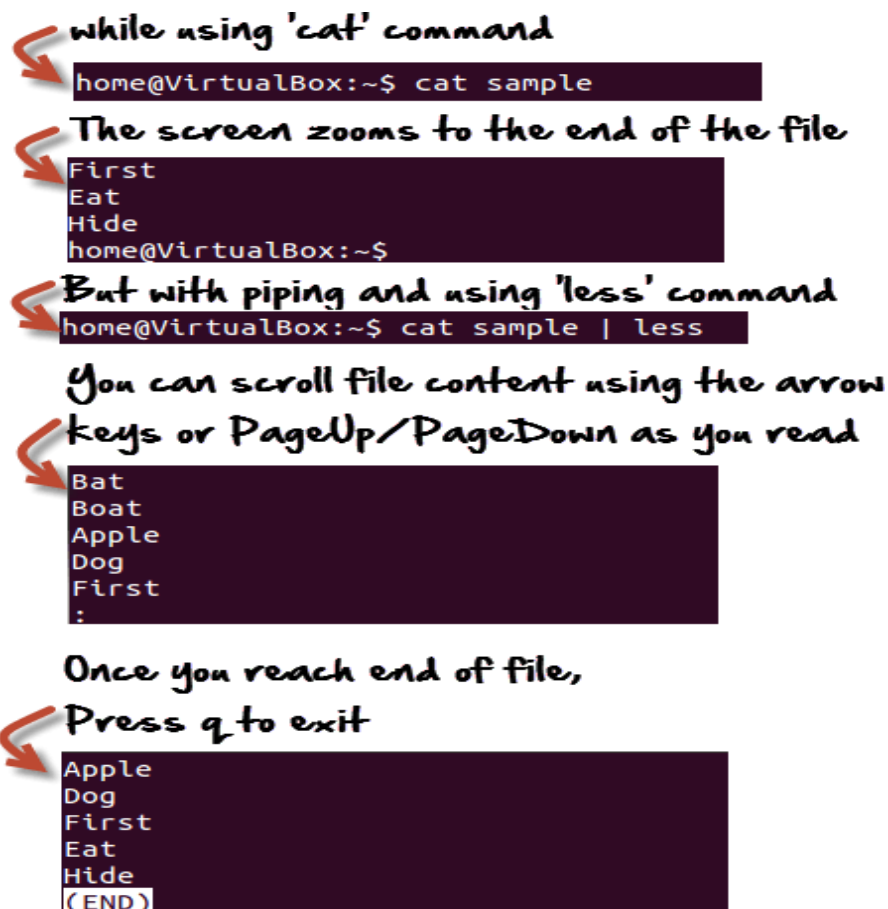 while using 'cat' command
home@VirtualBox:~$ cat sample
The screen zooms to the end of the file
First
Eat
Hide
home@VirtualBox:~$
But with piping and using 'less' command
home@VirtualBox:~$ cat sample | less
You can scroll file content using the arrow
keys or PageUp/PageDown as you read
Bat
Boat
Apple
Dog
First
:
Once you reach end of file,
Press q to exit
Apple
Dog
First
Eat
Hide
(END)